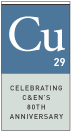 Cu
29
CELEBRATING
C&EN'S
80TH
ANNIVERSARY